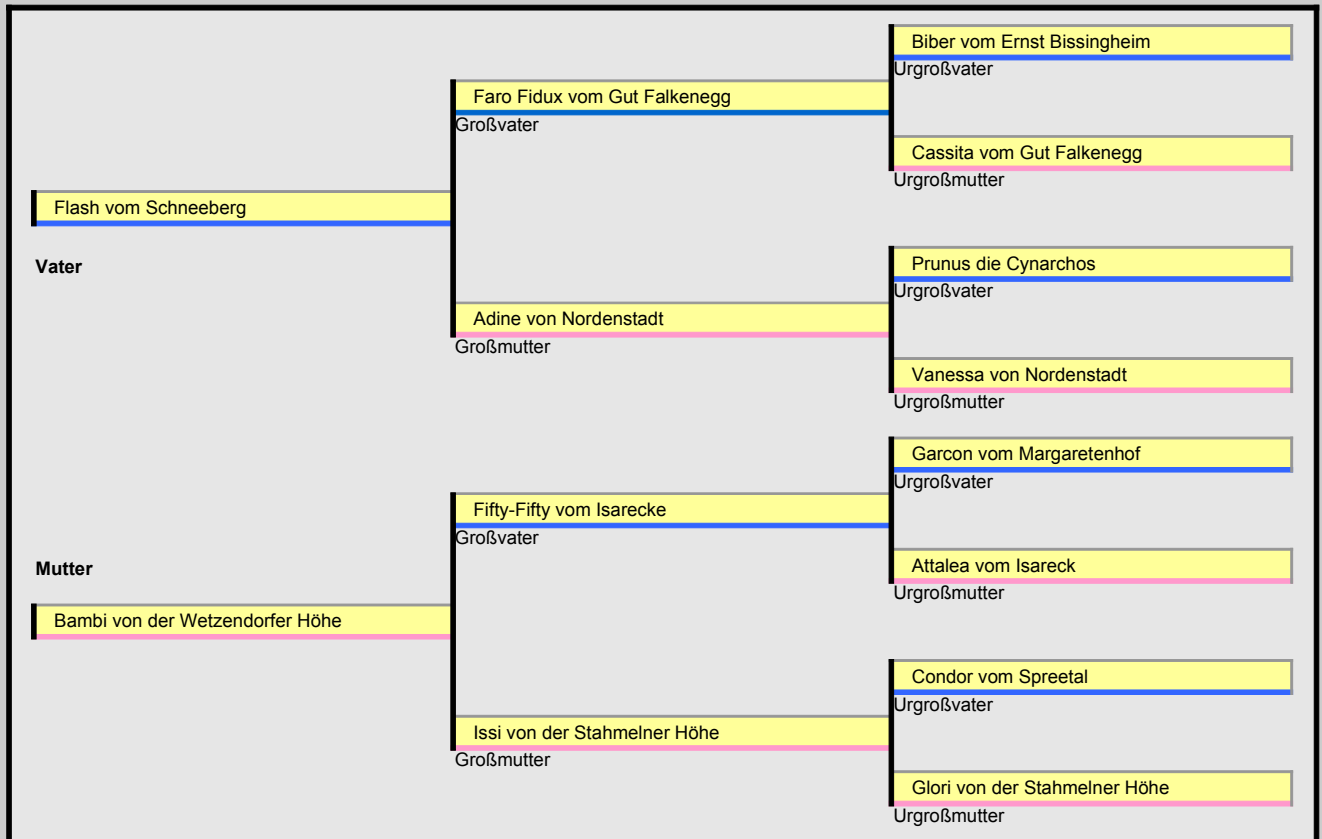 Biber vom Ernst Bissingheim
Urgroßvater
Faro Fidux vom Gut Falkenegg
Großvater
Cassita vom Gut Falkenegg
Urgroßmutter
Flash vom Schneeberg
Vater
Prunus die Cynarchos
Urgroßvater
Adine von Nordenstadt
Großmutter
Vanessa von Nordenstadt
Urgroßmutter
Garcon vom Margaretenhof
Urgroßvater
Fifty-Fifty vom Isarecke
Großvater
Mutter
Attalea vom Isareck
Urgroßmutter
Bambi von der Wetzendorfer Höhe
Condor vom Spreetal
Urgroßvater
Issi von der Stahmelner Höhe
Großmutter
Glori von der Stahmelner Höhe
Urgroßmutter